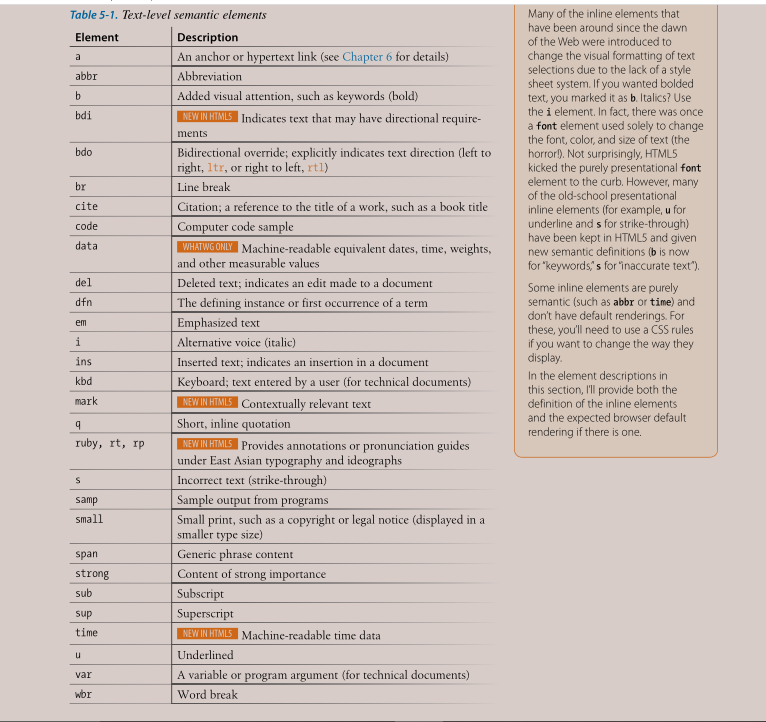 Table 5-1. Text-level semantic elements
Element Description
a An anchor or hypertext link (see Chapter 6 for details)
abbr Abbreviation
b Added visual attention, such as keywords (bold)
bdi NEW IN HTML5 Indicates text that may have directional require-
ments
bdo Bidirectional override; explicitly indicates text direction (left to
right, ltr, or right to left, rtl)
br Line break
cite Citation; a reference to the title of a work, such as a book title
code Computer code sample
data WHATWG ONLY Machine-readable equivalent dates, time, weights,
and other measurable values
del Deleted text; indicates an edit made to a document
dfn The defining instance or first occurrence of a term
em Emphasized text
i Alternative voice (italic)
ins Inserted text; indicates an insertion in a document
kbd Keyboard; text entered by a user (for technical documents)
mark NEW IN HTML5 Contextually relevant text
q Short, inline quotation
ruby, rt, rp NEW IN HTML5 Provides annotations or pronunciation guides
under East Asian typography and ideographs
s Incorrect text (strike-through)
samp Sample output from programs
small Small print, such as a copyright or legal notice (displayed in a
smaller type size)
span Generic phrase content
strong Content of strong importance
sub Subscript
sup Superscript
time NEW IN HTML5 Machine-readable time data
u Underlined
var A variable or program argument (for technical documents)
wbr Word break
Many of the inline elements that
have been around since the dawn
of the Web were introduced to
change the visual formatting of text
selections due to the lack of a style
sheet system. If you wanted bolded
text, you marked it as b. Italics? Use
the i element. In fact, there was once
a font element used solely to change
the font, color, and size of text (the
horror!). Not surprisingly, HTML5
kicked the purely presentational font
element to the curb. However, many
of the old-school presentational
inline elements (for example, u for
underline and s for strike-through)
have been kept in HTML5 and given
new semantic definitions (b is now
for “keywords,” s for “inaccurate text”).
Some inline elements are purely
semantic (such as abbr or time) and
don’t have default renderings. For
these, you’ll need to use a CSS rules
if you want to change the way they
display.
In the element descriptions in
this section, I’ll provide both the
definition of the inline elements
and the expected browser default
rendering if there is one.